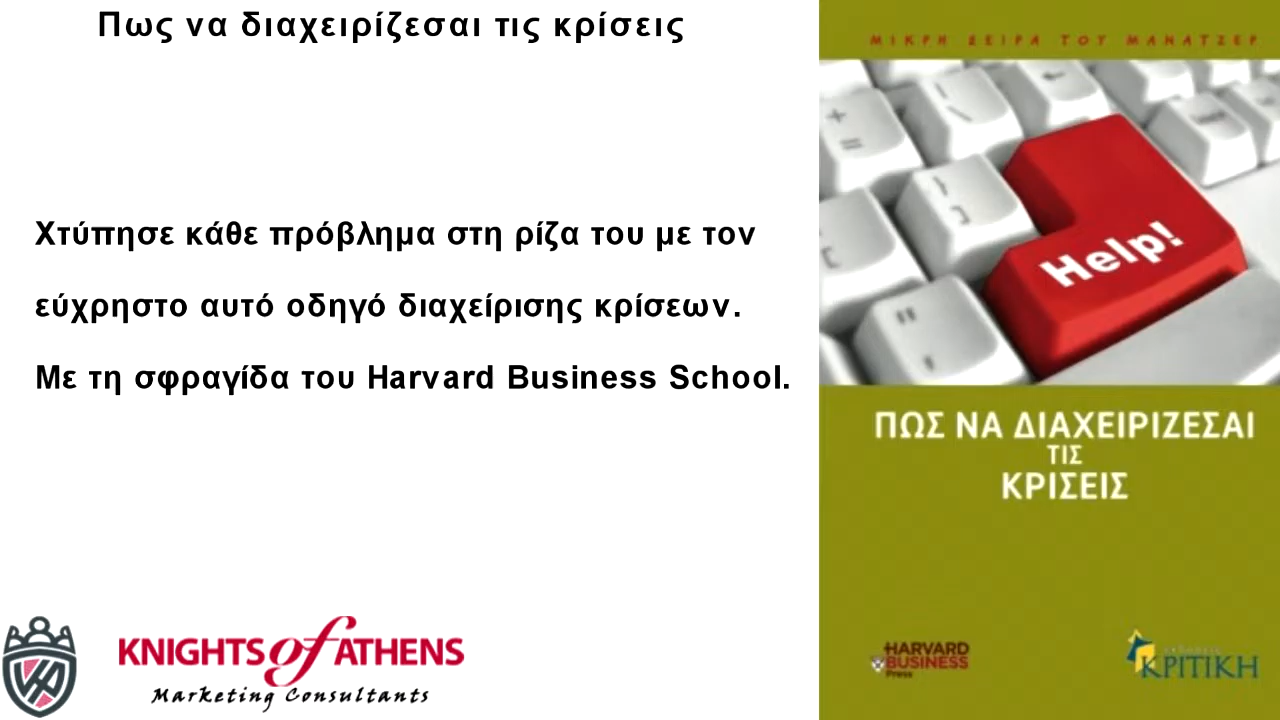 Πως να διαχειρίζεσαι τις κρίσεις
Χτύπησε κάθε πρόβλημα στη ρίζα του με τον
εύχρηστο αυτό οδηγό διαχείρισης κρίσεων.
Με τη σφραγίδα του Harvard Business School.
KNIGHTS of ATHENS
Marketing Consultants
ΜΙΚΡΗ ΣΕΙΡΑ ΤΟΥ ΜΑΝΑΤΖΕΡ
Help!
ΠΩΣ ΝΑ ΔΙΑΧΕΙΡΙΖΕΣΑΙ
ΤΙΣ
ΚΡΙΣΕΙΣ
HARVARD
BUSINESS
Press
ΕΚΔΟΣΕΙΣ
ΚΡΙΤΙΚΗ